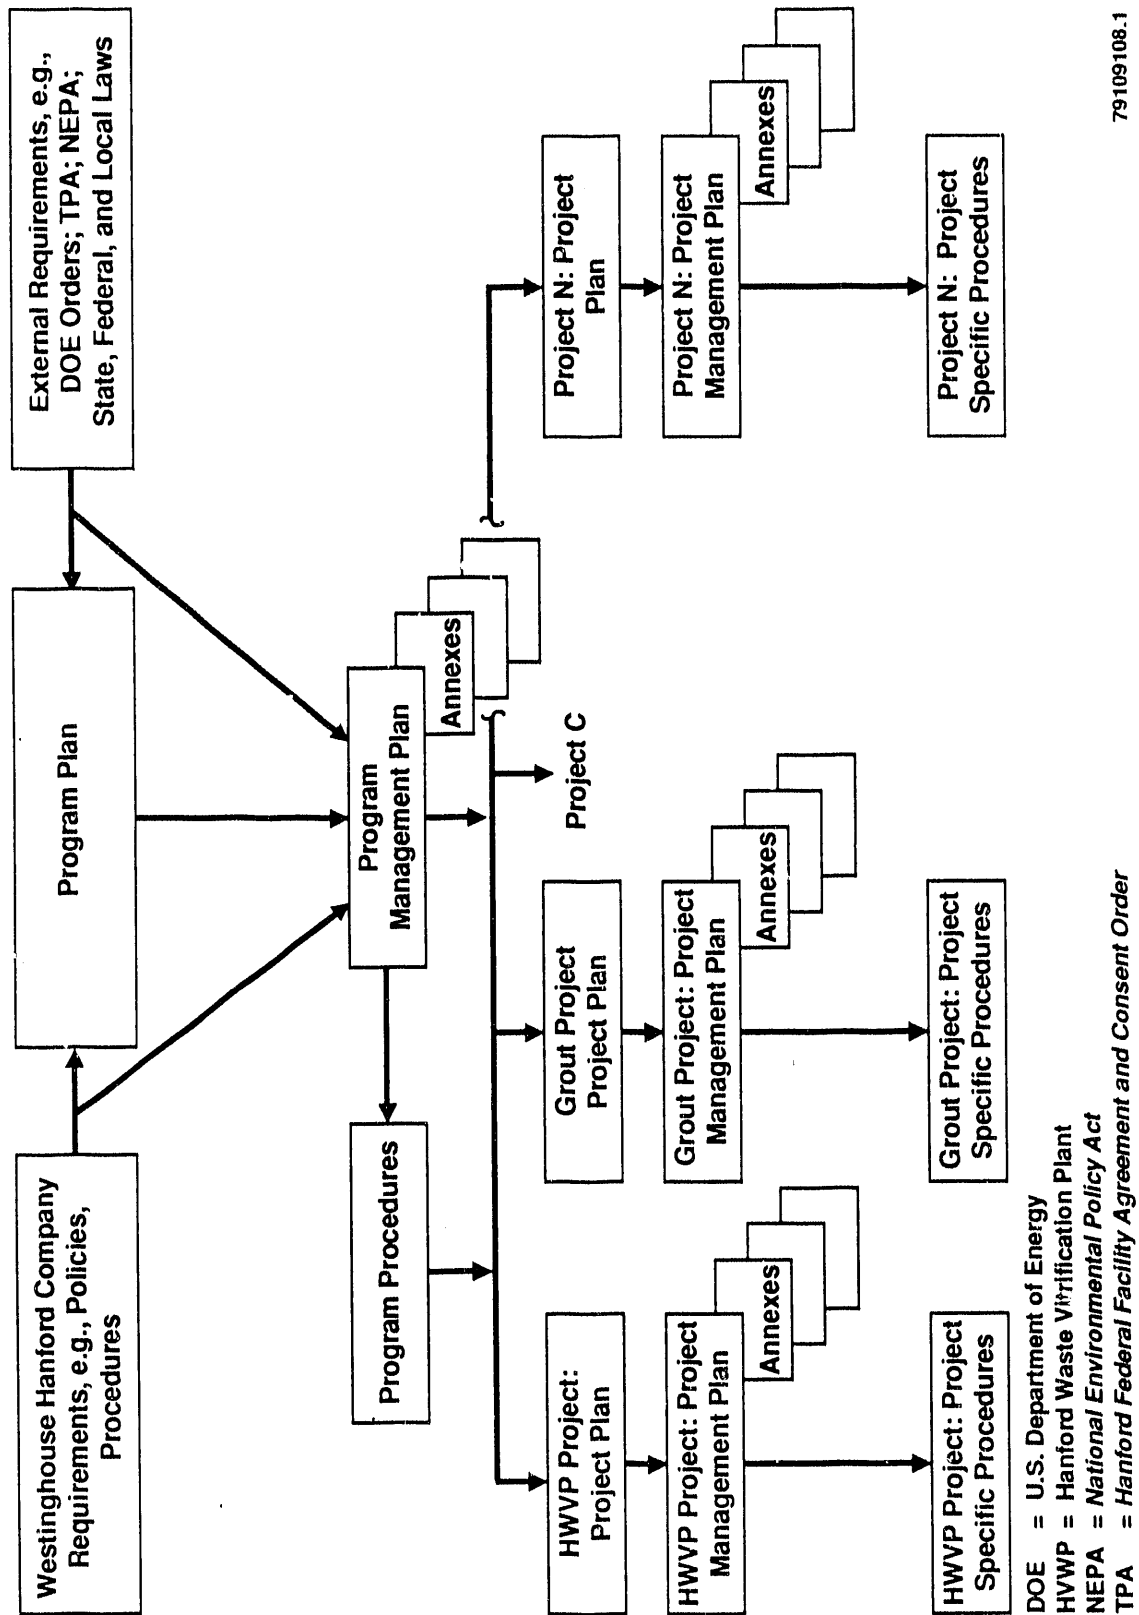 Westinghouse Hanford Company
Requirements, e.g., Policies,
Procedures
Program Plan
External Requirements, e.g.,
DOE Orders; TPA; NEPA;
State, Federal, and Local Laws
Program Procedures
Program
Management Plan
Annexes
HWVP Project:
Project Plan
Grout Project
Project Plan
Project C
Project N: Project
Plan
HWVP Project: Project
Management Plan
Annexes
Grout Project: Project
Management Plan
Annexes
Project N: Project
Management Plan
Annexes
HWVP Project: Project
Specific Procedures
Grout Project: Project
Specific Procedures
Project N: Project
Specific Procedures
DOE = U.S. Department of Energy
HVWP = Hanford Waste Vitrification Plant
NEPA = National Environmental Policy Act
TPA = Hanford Federal Facility Agreement and Consent Order
79109108.1